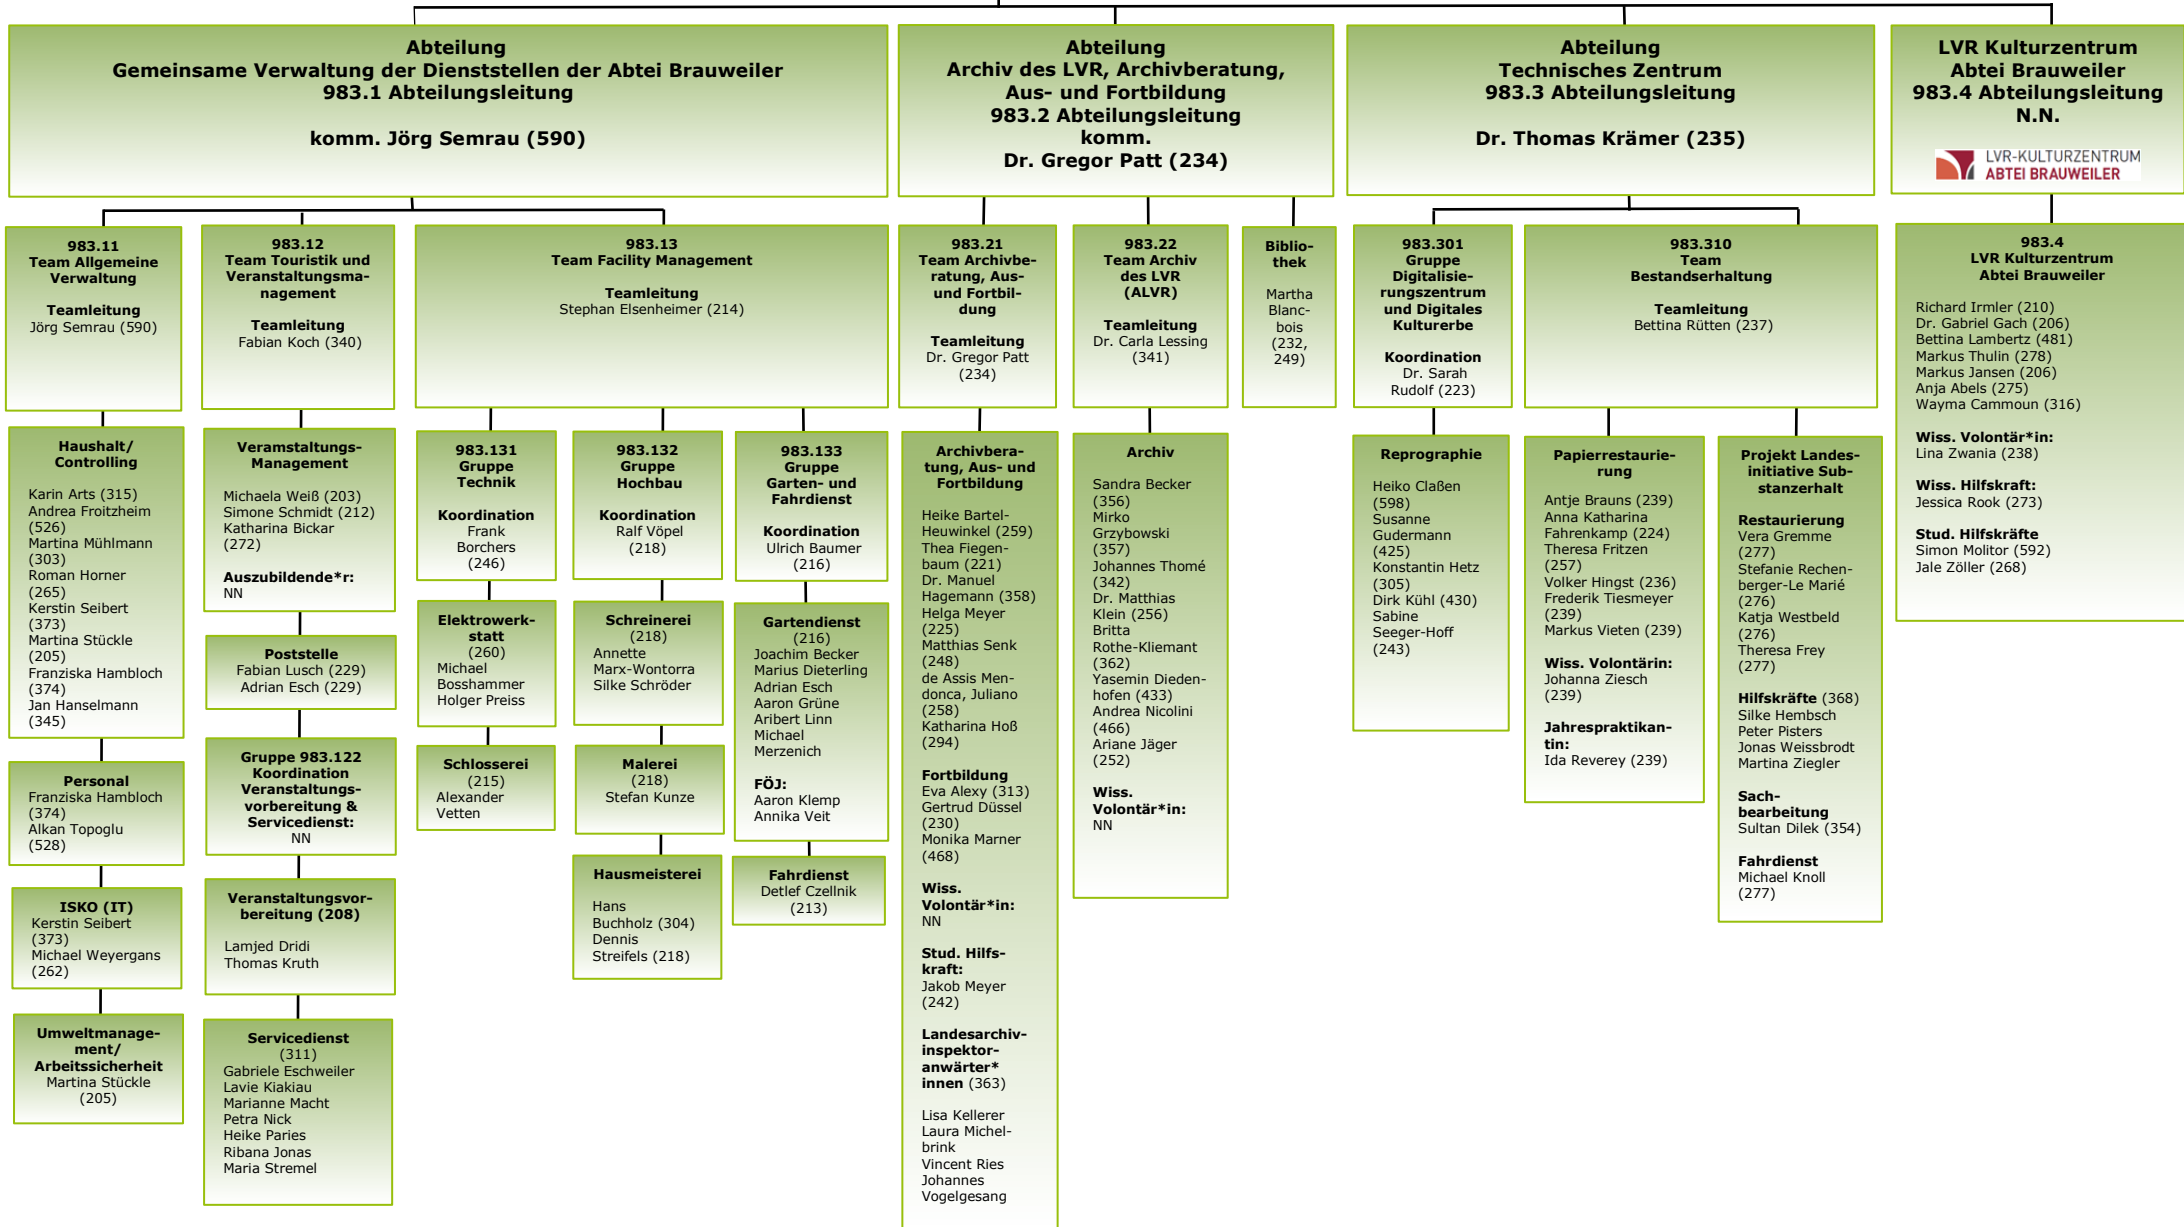 Abteilung
Gemeinsame Verwaltung der Dienststellen der Abtei Brauweiler
983.1 Abteilungsleitung
komm. Jörg Semrau (590)
Abteilung
Archiv des LVR, Archivberatung,
Aus- und Fortbildung
983.2 Abteilungsleitung
komm.
Dr. Gregor Patt (234)
Abteilung
Technisches Zentrum
983.3 Abteilungsleitung
Dr. Thomas Krämer (235)
LVR Kulturzentrum
Abtei Brauweiler
983.4 Abteilungsleitung
N.N.
LVR-KULTURZENTRUM
ABTEI BRAUWEILER
983.11
Team Allgemeine
Verwaltung
Teamleitung
Jörg Semrau (590)
983.12
Team Touristik und
Veranstaltungsma-
nagement
Teamleitung
Fabian Koch (340)
983.13
Team Facility Management
Teamleitung
Stephan Elsenheimer (214)
983.21
Team Archivbe-
ratung, Aus-
und Fortbil-
dung
Teamleitung
Dr. Gregor Patt
(234)
983.22
Team Archiv
des LVR
(ALVR)
Teamleitung
Dr. Carla Lessing
(341)
Biblio-
thek
Martha
Blanc-
bois
(232,
249)
983.301
Gruppe
Digitalisie-
rungszentrum
und Digitales
Kulturerbe
Koordination
Dr. Sarah
Rudolf (223)
983.310
Team
Bestandserhaltung
Teamleitung
Bettina Rütten (237)
983.4
LVR Kulturzentrum
Abtei Brauweiler
Richard Irmler (210)
Dr. Gabriel Gach (206)
Bettina Lambertz (481)
Markus Thulin (278)
Markus Jansen (206)
Anja Abels (275)
Wayma Cammoun (316)
Wiss. Volontär*in:
Lina Zwania (238)
Wiss. Hilfskraft:
Jessica Rook (273)
Stud. Hilfskräfte
Simon Molitor (592)
Jale Zöller (268)
Haushalt/
Controlling
Karin Arts (315)
Andrea Froitzheim
(526)
Martina Mühlmann
(303)
Roman Horner
(265)
Kerstin Seibert
(373)
Martina Stückle
(205)
Franziska Hambloch
(374)
Jan Hanselmann
(345)
Personal
Franziska Hambloch
(374)
Alkan Topoglu
(528)
ISKO (IT)
Kerstin Seibert
(373)
Michael Weyergans
(262)
Umweltmanage-
ment/
Arbeitssicherheit
Martina Stückle
(205)
Veramstaltungs-
Management
Michaela Weiß (203)
Simone Schmidt (212)
Katharina Bickar
(272)
Auszubildende*r:
NN
Poststelle
Fabian Lusch (229)
Adrian Esch (229)
Gruppe 983.122
Koordination
Veranstaltungs-
vorbereitung &
Servicedienst:
NN
Veranstaltungsvor-
bereitung (208)
Lamjed Dridi
Thomas Kruth
Servicedienst
(311)
Gabriele Eschweiler
Lavie Kiakiau
Marianne Macht
Petra Nick
Heike Paries
Ribana Jonas
Maria Stremel
983.131
Gruppe
Technik
Koordination
Frank
Borchers
(246)
Elektrowerk-
statt
(260)
Michael
Bosshammer
Holger Preiss
Schlosserei
(215)
Alexander
Vetten
983.132
Gruppe
Hochbau
Koordination
Ralf Vöpel
(218)
Schreinerei
(218)
Annette
Marx-Wontorra
Silke Schröder
Malerei
(218)
Stefan Kunze
Hausmeisterei
Hans
Buchholz (304)
Dennis
Streifels (218)
983.133
Gruppe
Garten- und
Fahrdienst
Koordination
Ulrich Baumer
(216)
Gartendienst
(216)
Joachim Becker
Marius Dieterling
Adrian Esch
Aaron Grüne
Aribert Linn
Michael
Merzenich
FÖJ:
Aaron Klemp
Annika Veit
Fahrdienst
Detlef Czellnik
(213)
Archivbera-
tung, Aus- und
Fortbildung
Heike Bartel-
Heuwinkel (259)
Thea Fiegen-
baum (221)
Dr. Manuel
Hagemann (358)
Helga Meyer
(225)
Matthias Senk
(248)
de Assis Men-
donca, Juliano
(258)
Katharina Hoß
(294)
Fortbildung
Eva Alexy (313)
Gertrud Düssel
(230)
Monika Marner
(468)
Wiss.
Volontär*in:
NN
Stud. Hilfs-
kraft:
Jakob Meyer
(242)
Landesarchiv-
inspektor-
anwärter*
innen (363)
Lisa Kellerer
Laura Michel-
brink
Vincent Ries
Johannes
Vogelgesang
Archiv
Sandra Becker
(356)
Mirko
Grzybowski
(357)
Johannes Thomé
(342)
Dr. Matthias
Klein (256)
Britta
Rothe-Kliemant
(362)
Yasemin Dieden-
hofen (433)
Andrea Nicolini
(466)
Ariane Jäger
(252)
Wiss.
Volontär*in:
NN
Reprographie
Heiko Claßen
(598)
Susanne
Gudermann
(425)
Konstantin Hetz
(305)
Dirk Kühl (430)
Sabine
Seeger-Hoff
(243)
Papierrestaurie-
rung
Antje Brauns (239)
Anna Katharina
Fahrenkamp (224)
Theresa Fritzen
(257)
Volker Hingst (236)
Frederik Tiesmeyer
(239)
Markus Vieten (239)
Wiss. Volontärin:
Johanna Ziesch
(239)
Jahrespraktikan-
tin:
Ida Reverey (239)
Projekt Landes-
initiative Sub-
stanzerhalt
Restaurierung
Vera Gremme
(277)
Stefanie Rechen-
berger-Le Marié
(276)
Katja Westbeld
(276)
Theresa Frey
(277)
Hilfskräfte (368)
Silke Hembsch
Peter Pisters
Jonas Weissbrodt
Martina Ziegler
Sach-
bearbeitung
Sultan Dilek (354)
Fahrdienst
Michael Knoll
(277)